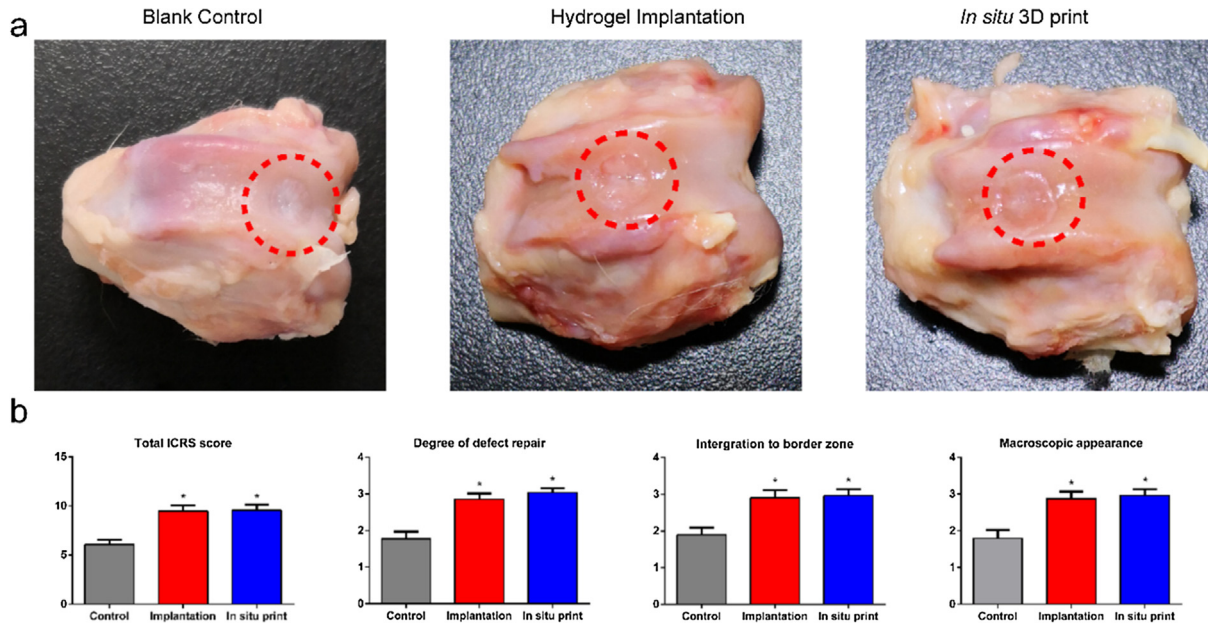 a
Blank Control
Hydrogel Implantation
In situ 3D print
b
Total ICRS score
15
10
5
0
Control
Implantation
In situ print
Degree of defect repair
4
3
2
1
0
*
*
Control
Implantation
In situ print
Intergration to border zone
4
3
2
1
0
*
*
Control
Implantation
In situ print
Macroscopic appearance
4
3
2
1
0
*
*
Control
Implantation
In situ print